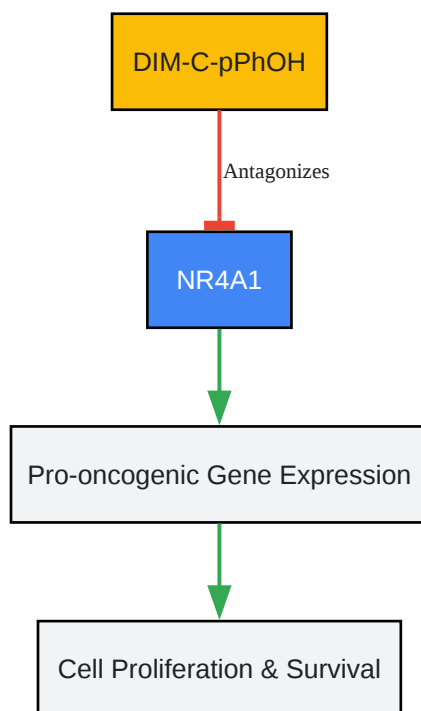 DIM-C-pPhOH
Antagonizes
NR4A1
Pro-oncogenic Gene Expression
Cell Proliferation & Survival